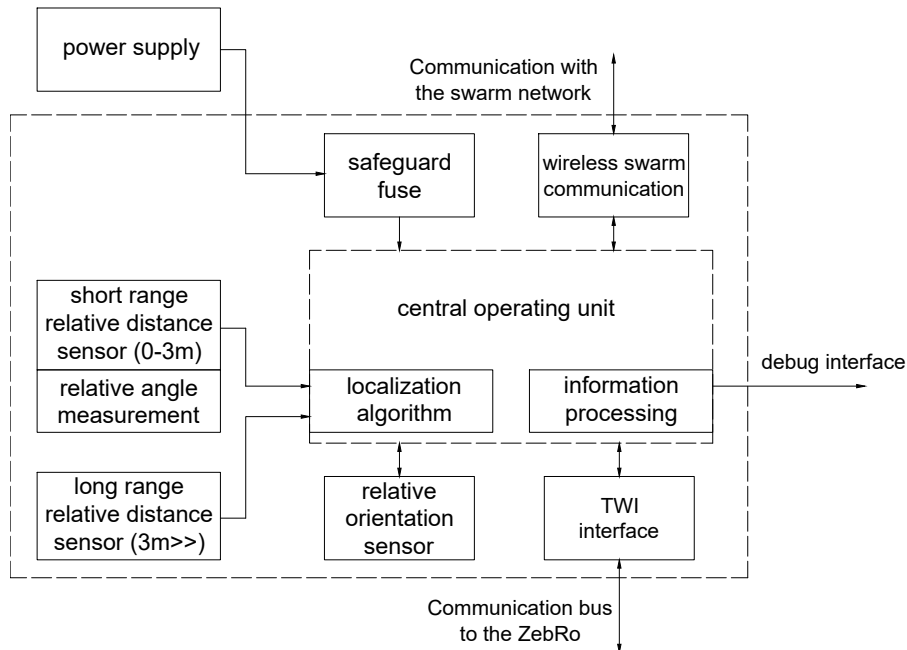 power supply
Communication with
the swarm network
safeguard
fuse
wireless swarm
communication
short range
relative distance
sensor (0-3m)
relative angle
measurement
central operating unit
localization
algorithm
information
processing
debug interface
long range
relative distance
sensor (3m>>)
relative
orientation
sensor
TWI
interface
Communication bus
to the ZebRo